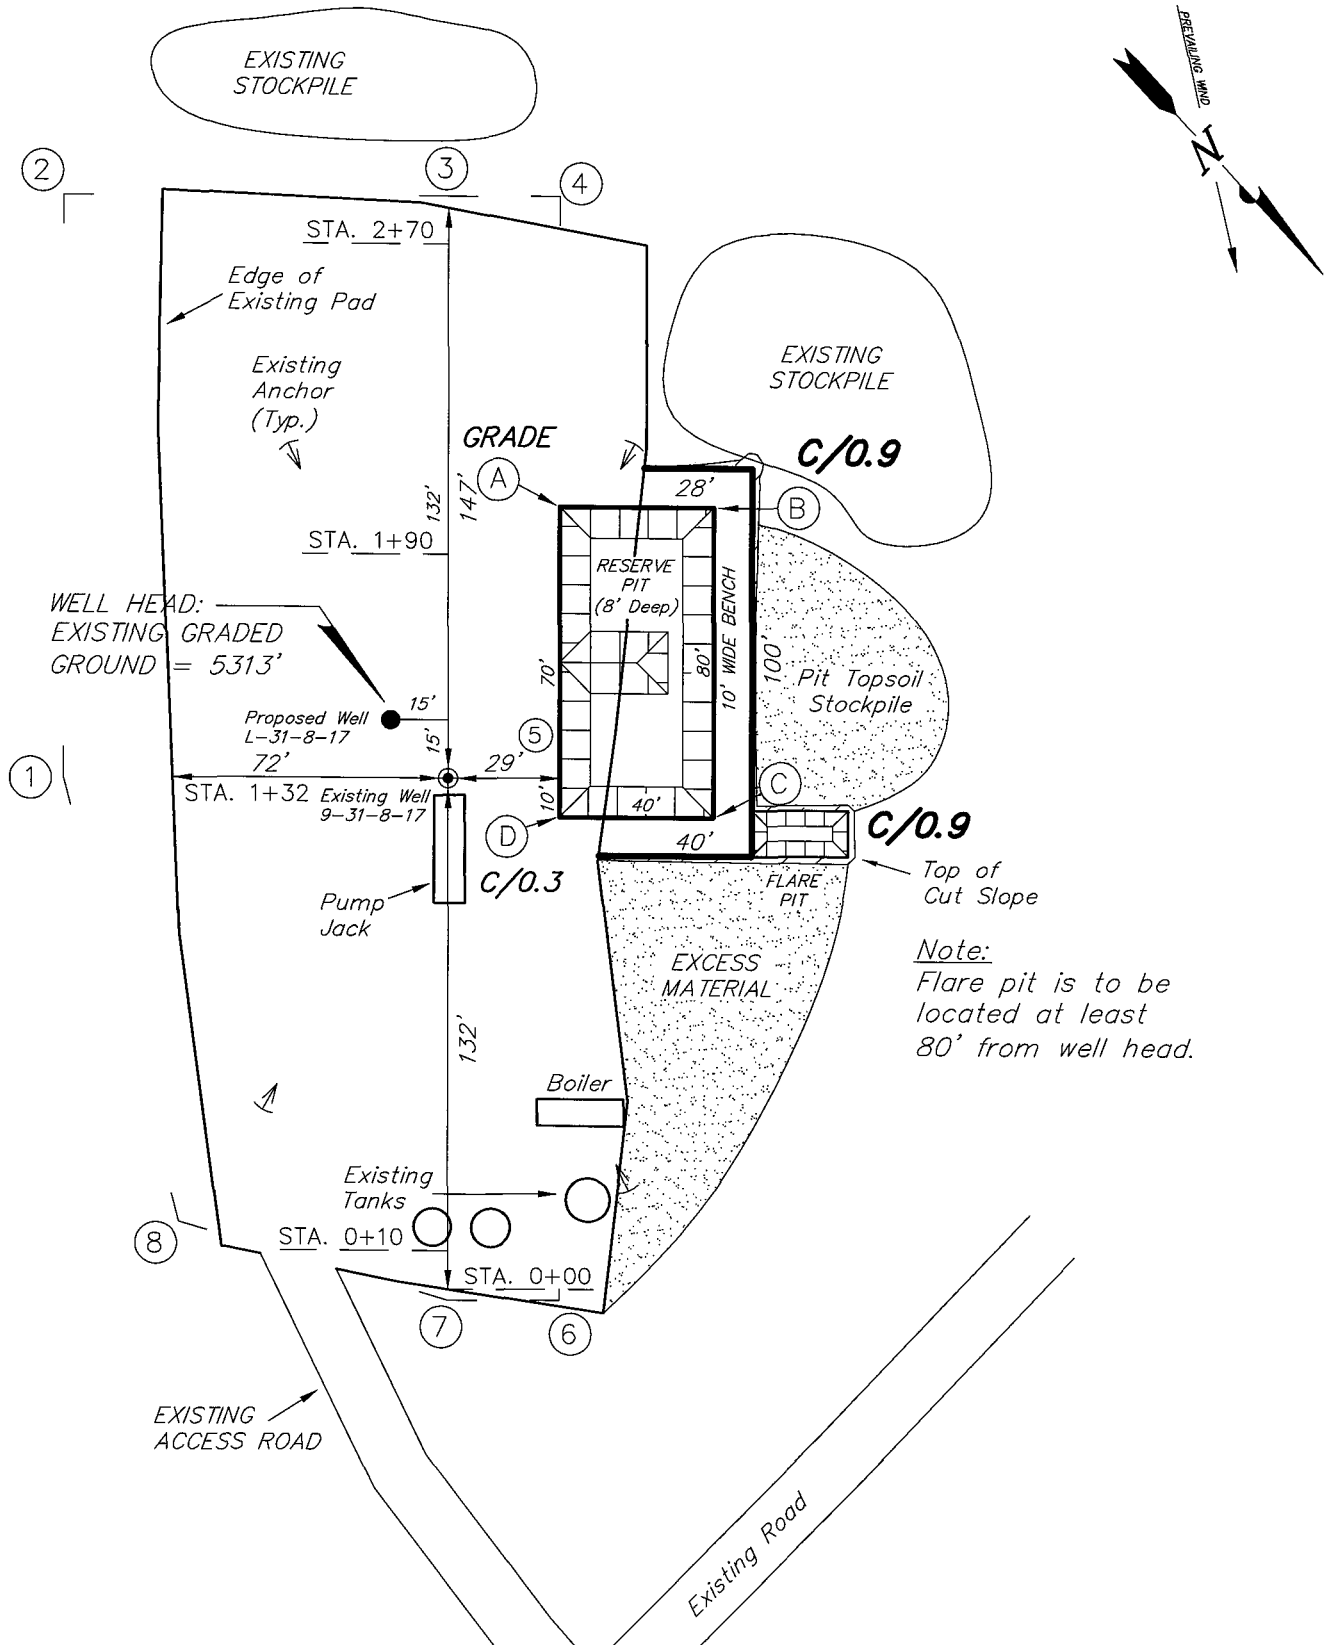 EXISTING
STOCKPILE
PREVAILING WIND
N
2
3
4
STA. 2+70
Edge of
Existing Pad
EXISTING
STOCKPILE
Existing
Anchor
(Typ.)
GRADE
C/0.9
132'
147'
A
28'
B
STA. 1+90
RESERVE
PIT
(8' Deep)
WELL HEAD:
EXISTING GRADED
GROUND = 5313'
70'
80'
10' WIDE BENCH
100'
Pit Topsoil
Stockpile
15'
Proposed Well
L-31-8-17
15'
5
1
72'
29'
STA. 1+32
Existing Well
9-31-8-17
10'
40'
C
D
40'
C/0.9
C/0.3
Pump
Jack
FLARE
PIT
Top of
Cut Slope
EXCESS
MATERIAL
Note:
Flare pit is to be
located at least
80' from well head.
132'
Boiler
Existing
Tanks
8
STA. 0+10
STA. 0+00
7
6
EXISTING
ACCESS ROAD
Existing Road